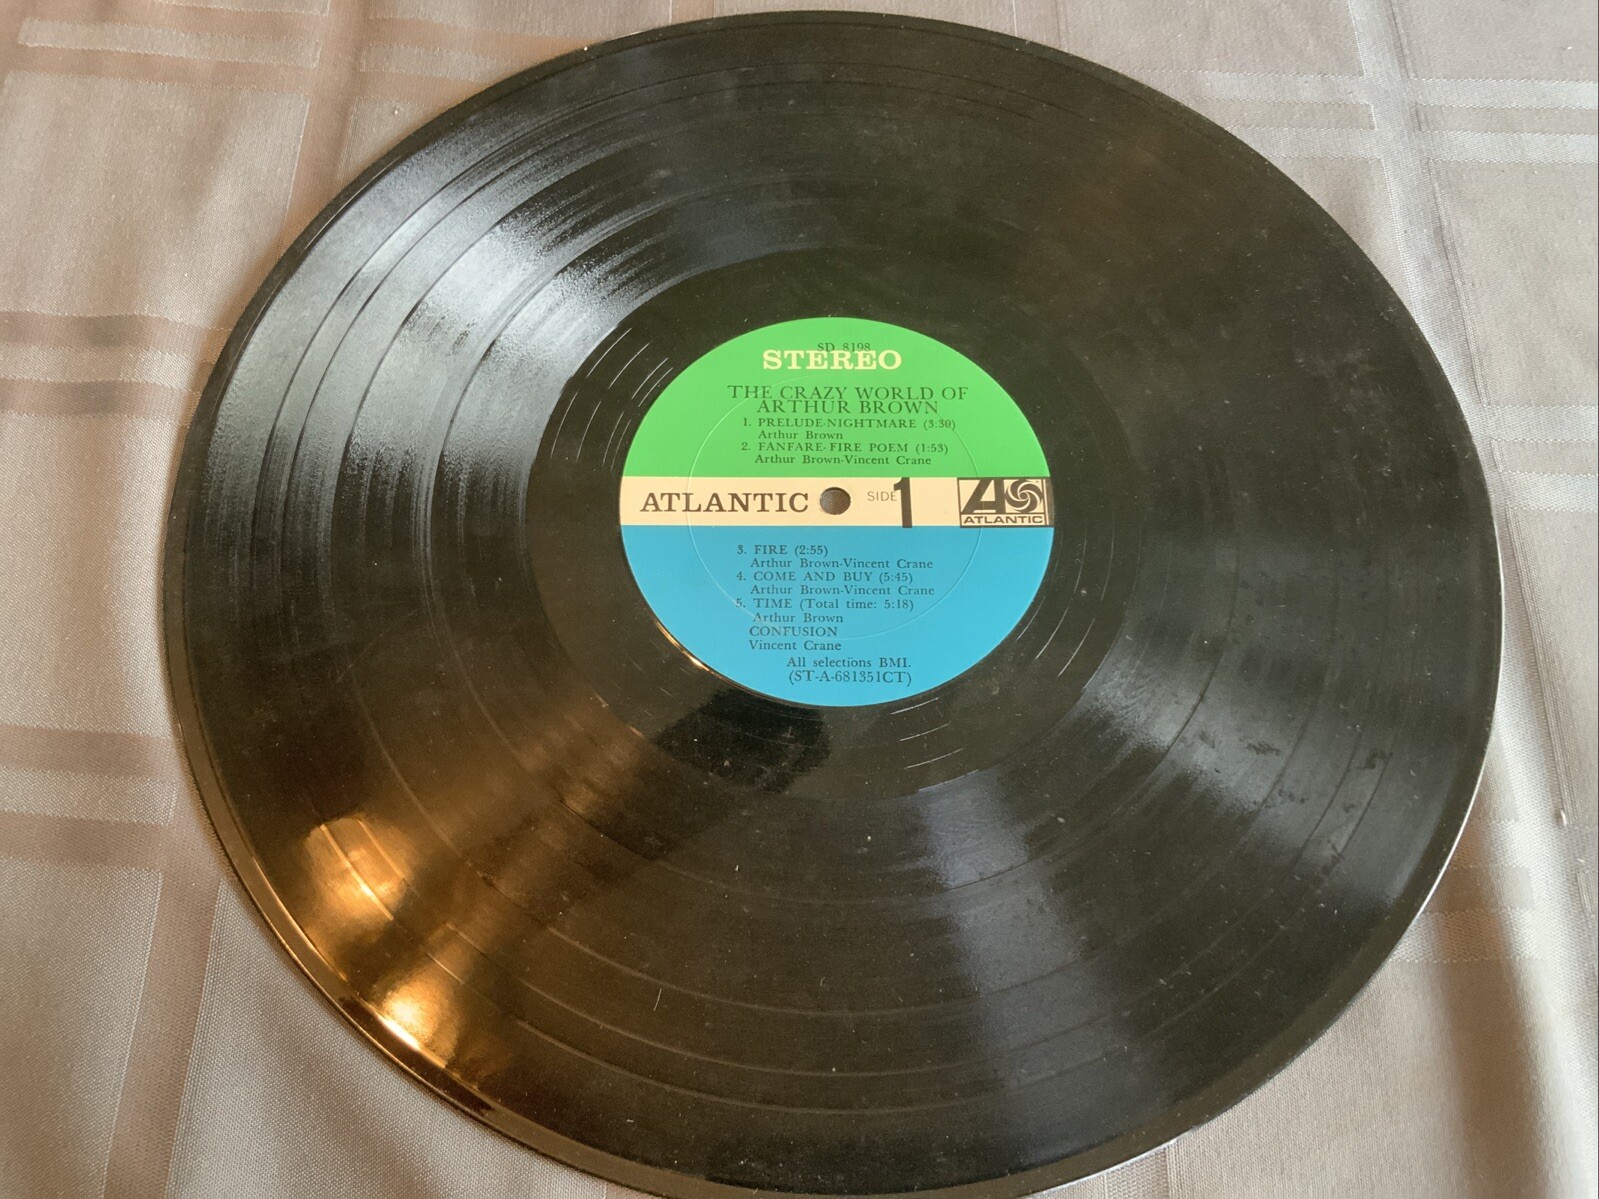 SD 8198
STEREO
THE CRAZY WORLD OF
ARTHUR BROWN
1. PRELUDE-NIGHTMARE (3:30)
Arthur Brown
2. FANFARE-FIRE POEM (1:53)
Arthur Brown-Vincent Crane
ATLANTIC SIDE 1
ATLANTIC
3. FIRE (2:55)
Arthur Brown-Vincent Crane
4. COME AND BUY (5:45)
Arthur Brown-Vincent Crane
5. TIME (Total time: 5:18)
Arthur Brown
CONFUSION
Vincent Crane
All selections BMI.
(ST-A-681351CT)